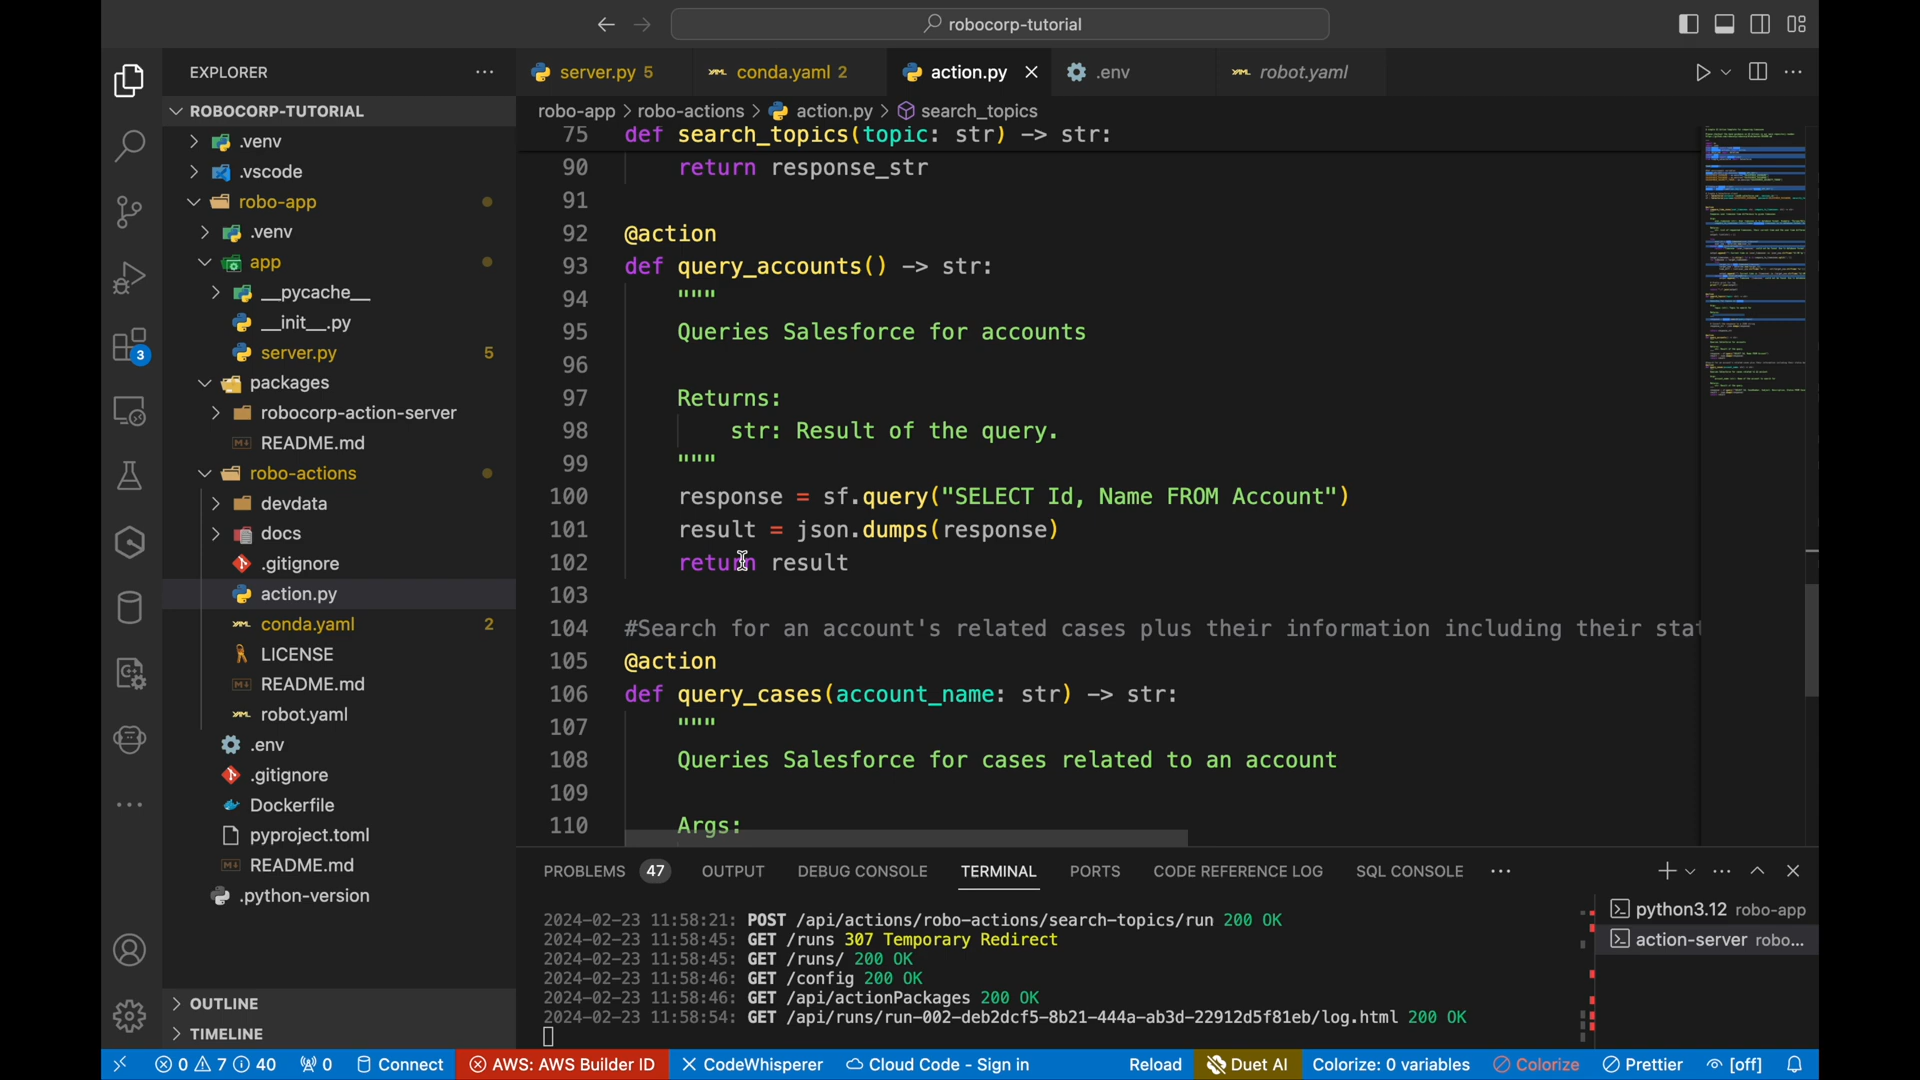 robocorp-tutorial
EXPLORER
ROBOCORP-TUTORIAL
.venv
.vscode
robo-app
.venv
app
__pycache__
__init__.py
server.py 5
packages
robocorp-action-server
README.md
robo-actions
devdata
docs
.gitignore
action.py
conda.yaml 2
LICENSE
README.md
robot.yaml
.env
.gitignore
Dockerfile
pyproject.toml
README.md
.python-version
OUTLINE
TIMELINE
3
server.py 5 conda.yaml 2 action.py .env robot.yaml
robo-app > robo-actions > action.py > search_topics
75 def search_topics(topic: str) -> str:
90 return response_str
91
92 @action
93 def query_accounts() -> str:
94 """
95 Queries Salesforce for accounts
96
97 Returns:
98 str: Result of the query.
99 """
100 response = sf.query("SELECT Id, Name FROM Account")
101 result = json.dumps(response)
102 return result
103
104 #Search for an account's related cases plus their information including their stat
105 @action
106 def query_cases(account_name: str) -> str:
107 """
108 Queries Salesforce for cases related to an account
109
110 Args:
PROBLEMS 47 OUTPUT DEBUG CONSOLE TERMINAL PORTS CODE REFERENCE LOG SQL CONSOLE
2024-02-23 11:58:21: POST /api/actions/robo-actions/search-topics/run 200 OK
2024-02-23 11:58:45: GET /runs 307 Temporary Redirect
2024-02-23 11:58:45: GET /runs/ 200 OK
2024-02-23 11:58:46: GET /config 200 OK
2024-02-23 11:58:46: GET /api/actionPackages 200 OK
2024-02-23 11:58:54: GET /api/runs/run-002-deb2dcf5-8b21-444a-ab3d-22912d5f81eb/log.html 200 OK
python3.12 robo-app
action-server robo...
0 7 40 0 Connect AWS: AWS Builder ID CodeWhisperer Cloud Code - Sign in Reload Duet AI Colorize: 0 variables Colorize Prettier [off]